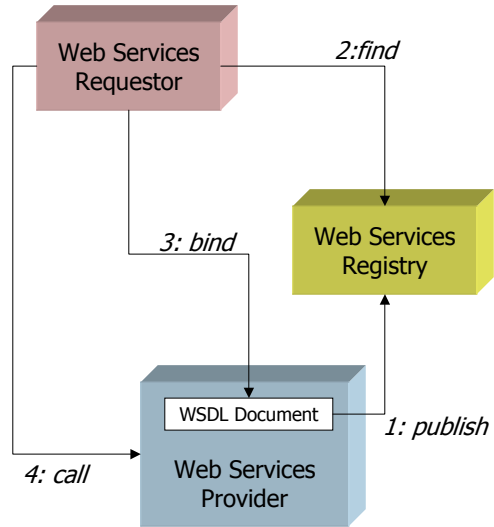 Web Services
Requestor
2:find
3: bind
Web Services
Registry
WSDL Document
1: publish
Web Services
Provider
4: call